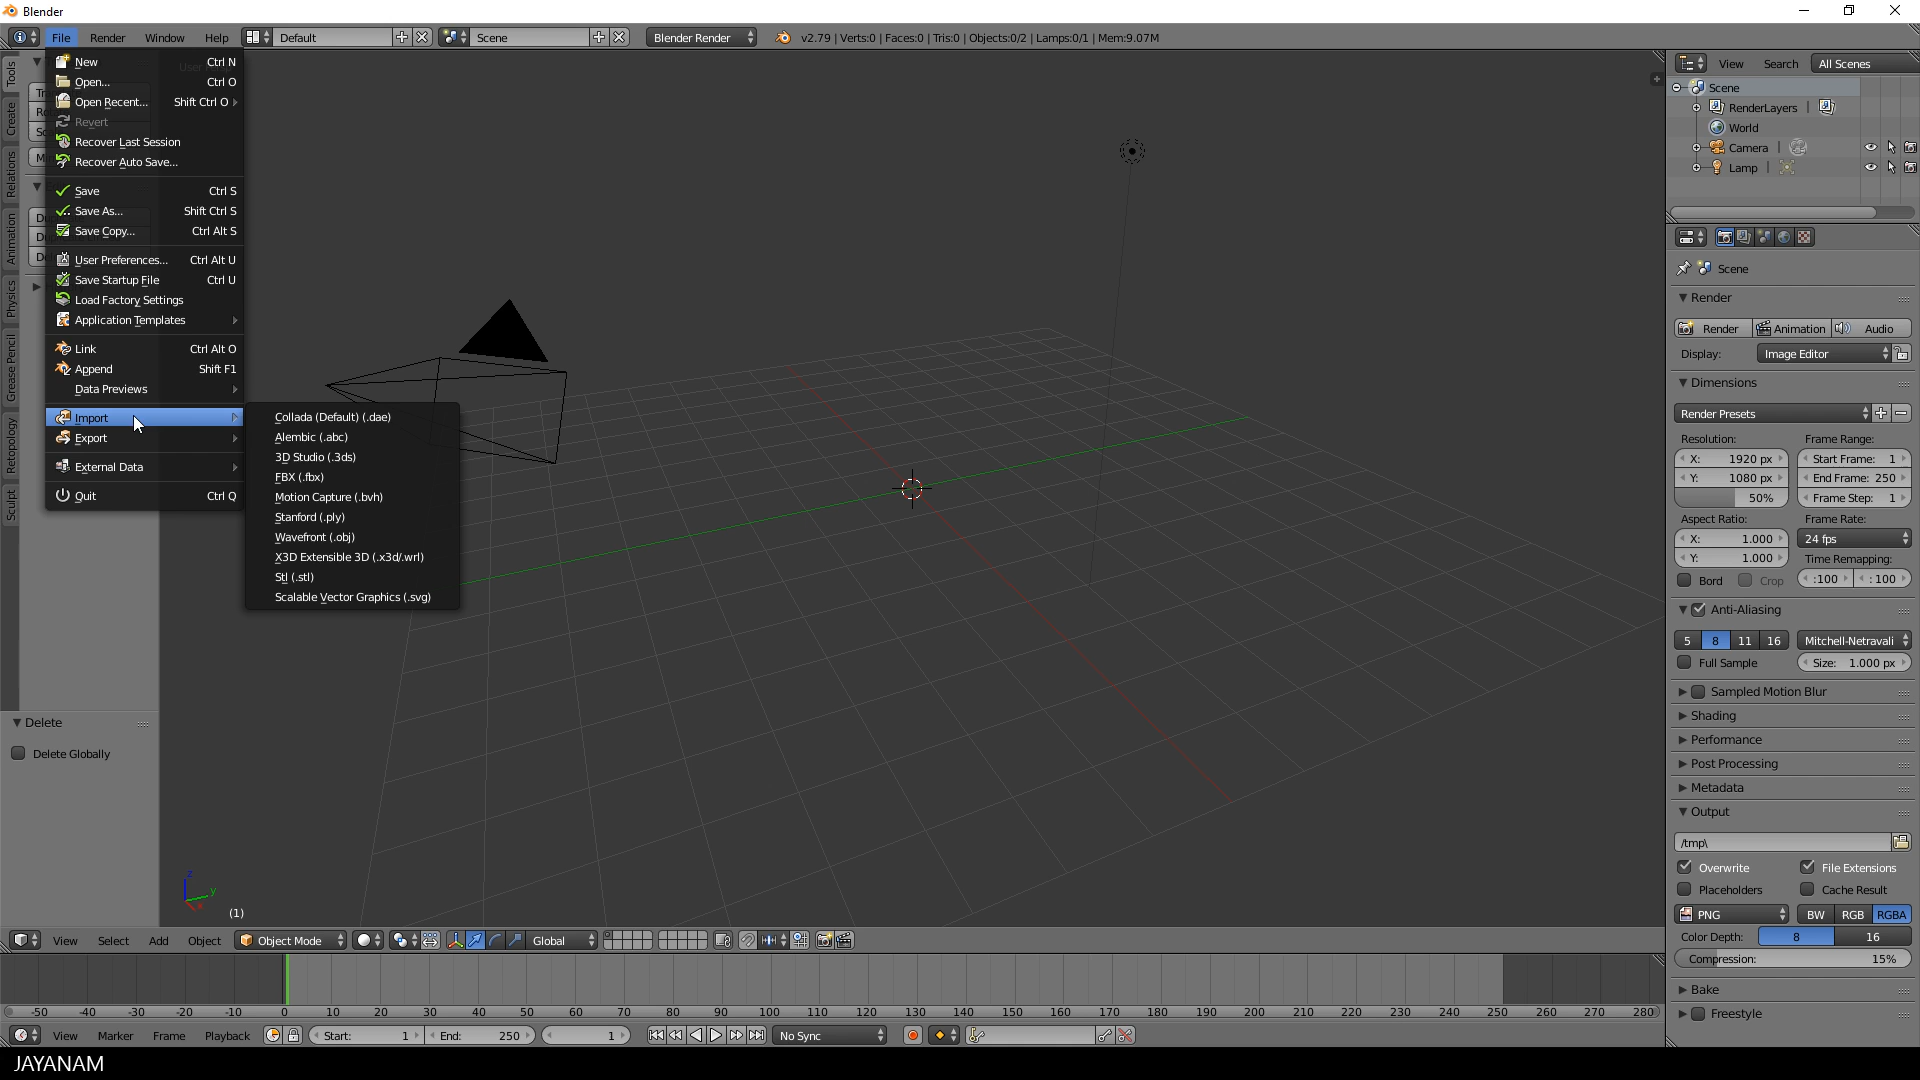 Blender
File Render Window Help Default Scene Blender Render v2.79 | Verts:0 | Faces:0 | Tris:0 | Objects:0/2 | Lamps:0/1 | Mem:9.07M
New Ctrl N
Open... Ctrl O
Open Recent... Shift Ctrl O
Revert
Recover Last Session
Recover Auto Save...
Save Ctrl S
Save As... Shift Ctrl S
Save Copy... Ctrl Alt S
User Preferences... Ctrl Alt U
Save Startup File Ctrl U
Load Factory Settings
Application Templates
Link Ctrl Alt O
Append Shift F1
Data Previews
Import
Export
External Data
Quit Ctrl Q
Collada (Default) (.dae)
Alembic (.abc)
3D Studio (.3ds)
FBX (.fbx)
Motion Capture (.bvh)
Stanford (.ply)
Wavefront (.obj)
X3D Extensible 3D (.x3d/.wrl)
Stl (.stl)
Scalable Vector Graphics (.svg)
Tools
Create
Relations
Animation
Physics
Grease Pencil
Retopology
Sculpt
Delete
Delete Globally
z
y
(1)
View Select Add Object Object Mode Global
-50 -40 -30 -20 -10 0 10 20 30 40 50 60 70 80 90 100 110 120 130 140 150 160 170 180 190 200 210 220 230 240 250 260 270 280
View Marker Frame Playback Start: 1 End: 250 1 No Sync
View Search All Scenes
Scene
RenderLayers
World
Camera
Lamp
Scene
Render
Render Animation Audio
Display: Image Editor
Dimensions
Render Presets
Resolution: Frame Range:
X: 1920 px Start Frame: 1
Y: 1080 px End Frame: 250
50% Frame Step: 1
Aspect Ratio: Frame Rate:
X: 1.000 24 fps
Y: 1.000 Time Remapping:
Bord Crop :100 : 100
Anti-Aliasing
5 8 11 16 Mitchell-Netravali
Full Sample Size: 1.000 px
Sampled Motion Blur
Shading
Performance
Post Processing
Metadata
Output
/tmp\
Overwrite File Extensions
Placeholders Cache Result
PNG BW RGB RGBA
Color Depth: 8 16
Compression: 15%
Bake
Freestyle
JAYANAM